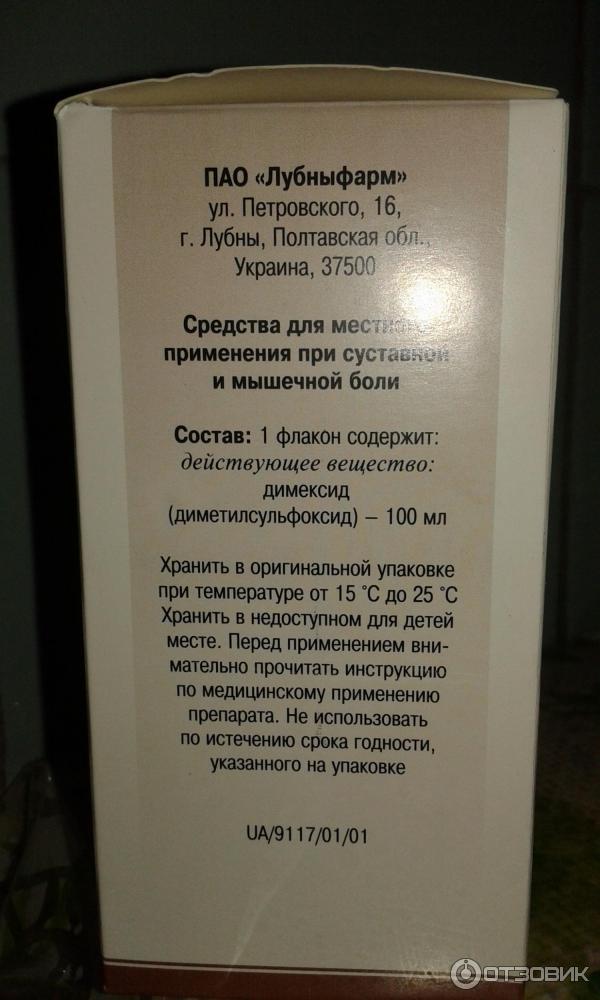 ПАО «Лубныфарм»
ул. Петровского, 16,
г. Лубны, Полтавская обл.,
Украина, 37500
Средства для местного
применения при суставной
и мышечной боли
Состав: 1 флакон содержит:
действующее вещество:
димексид
(диметилсульфоксид) – 100 мл
Хранить в оригинальной упаковке
при температуре от 15 °С до 25 °С
Хранить в недоступном для детей
месте. Перед применением вни-
мательно прочитать инструкцию
по медицинскому применению
препарата. Не использовать
по истечению срока годности,
указанного на упаковке
UA/9117/01/01
ОТЗОВИК